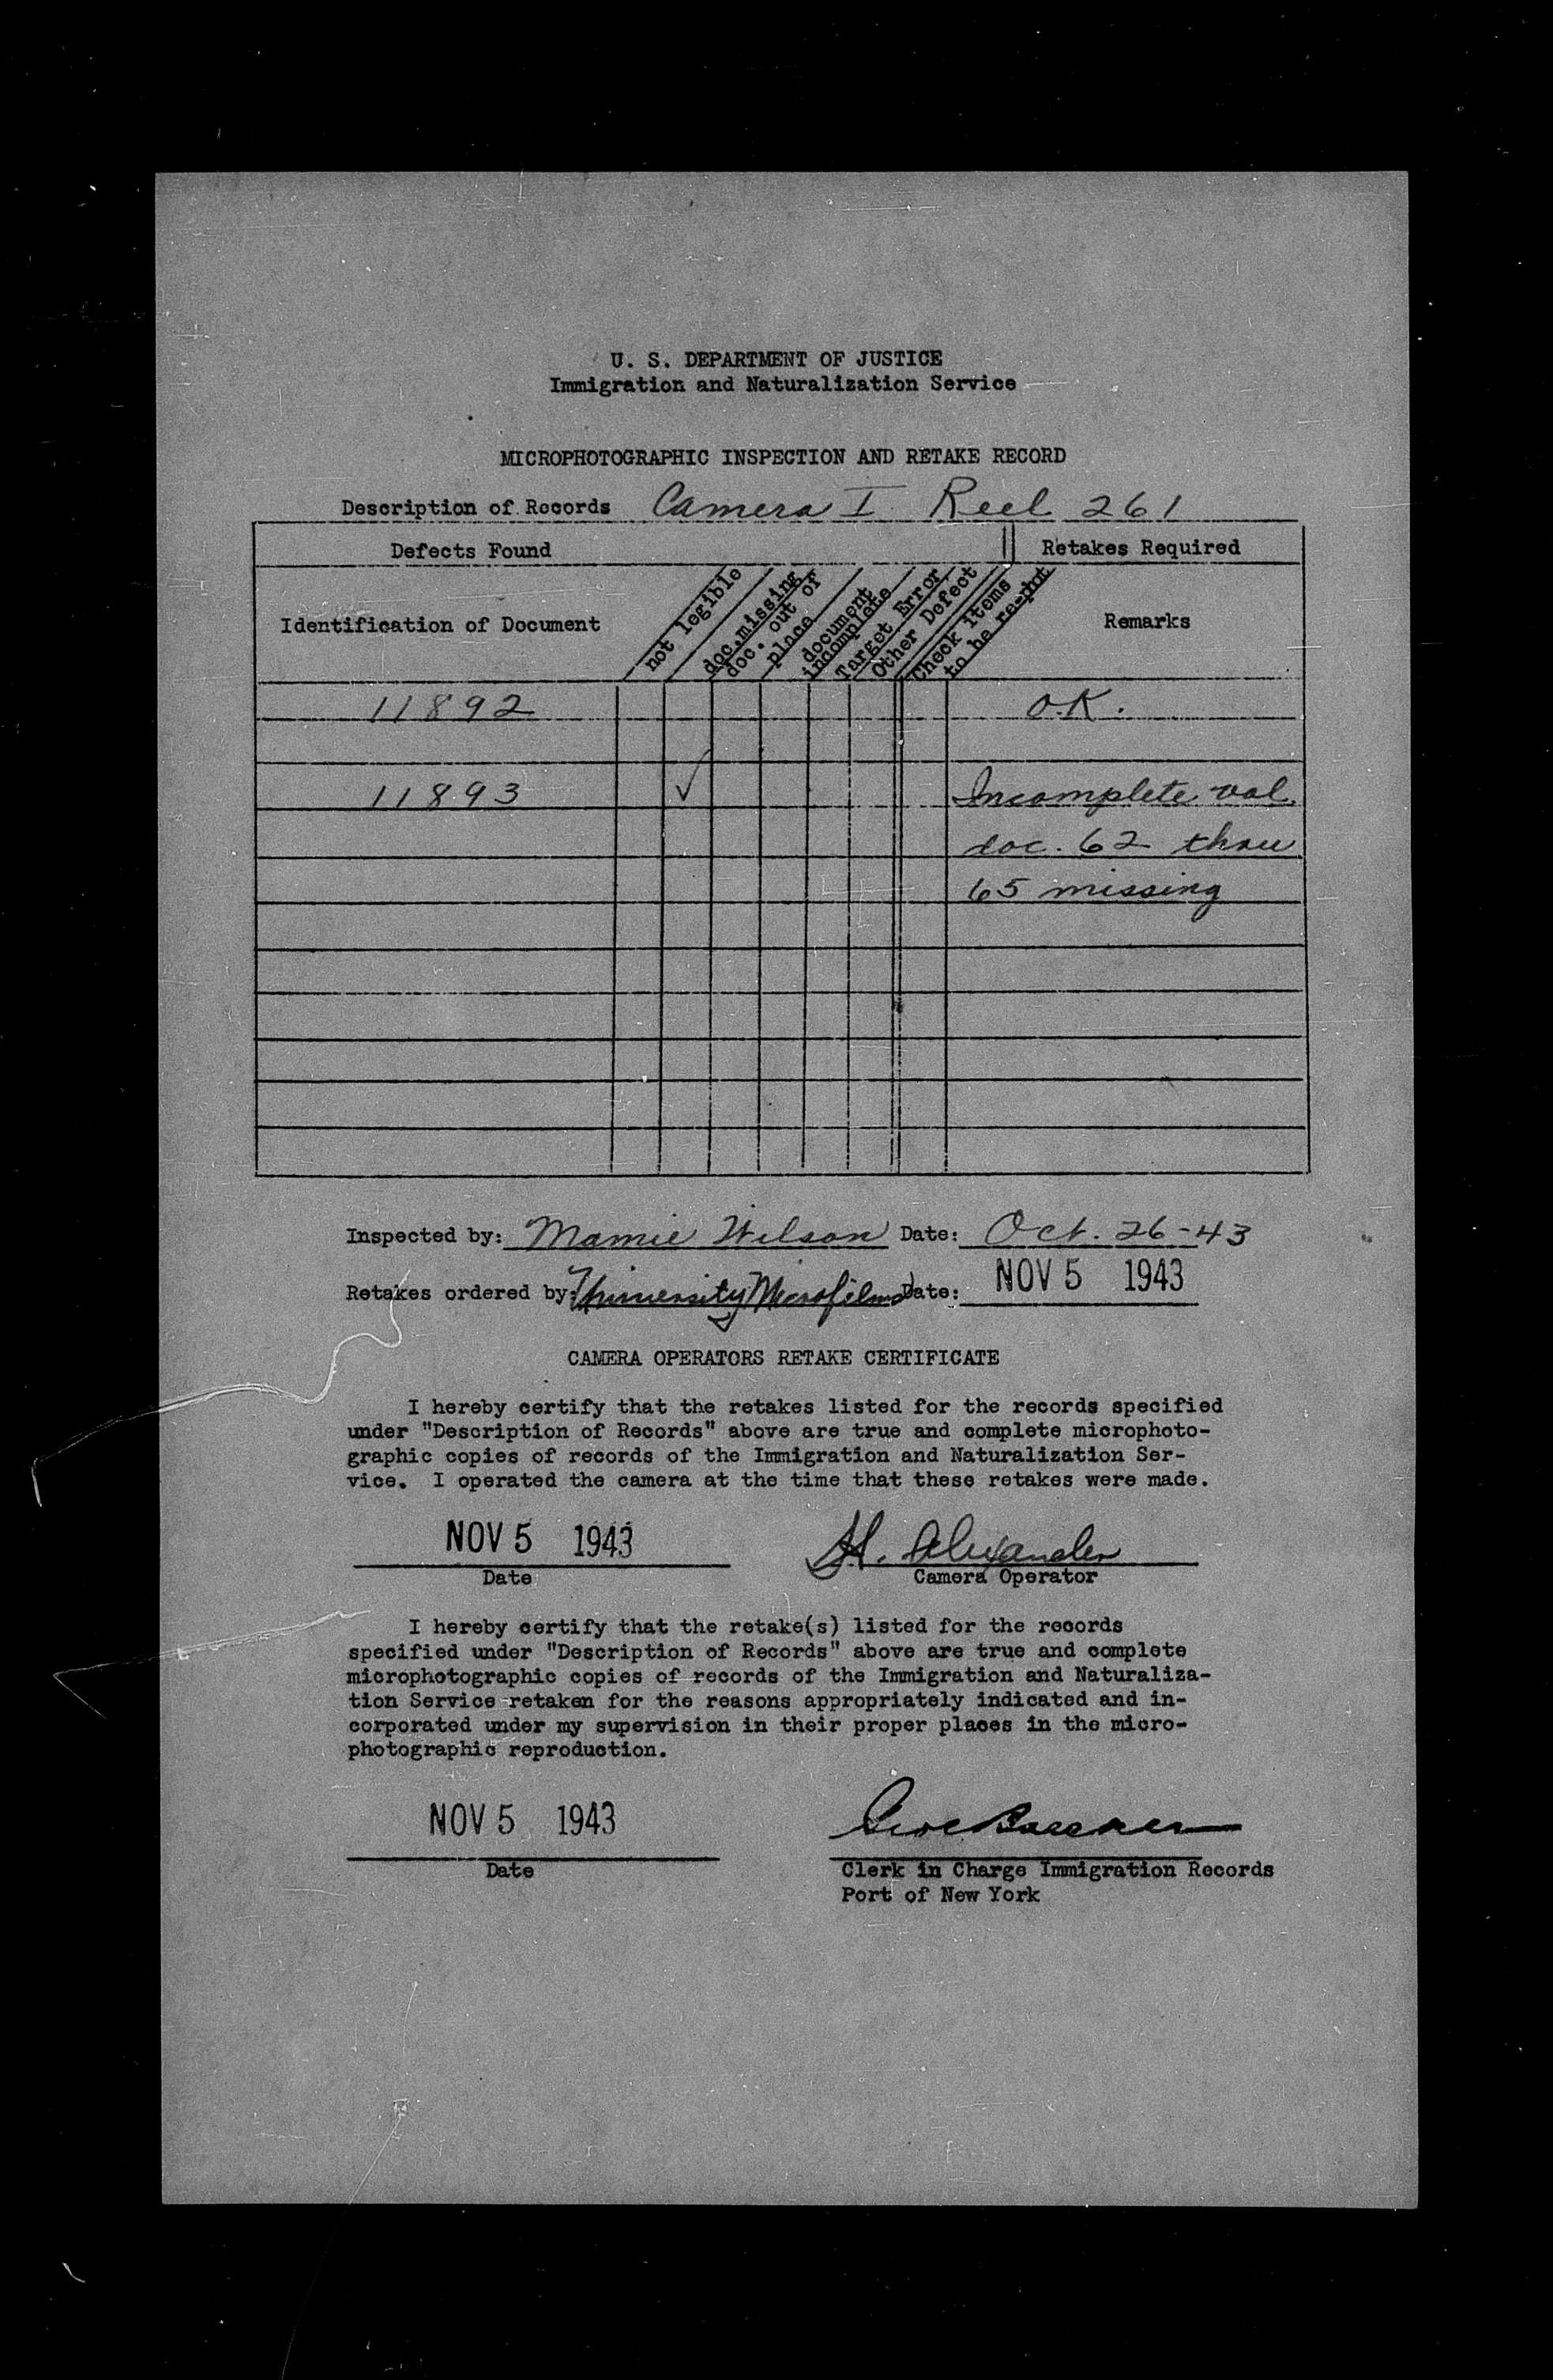 U. S. DEPARTMENT OF JUSTICE
Immigration and Naturalization Service
MICROPHOTOGRAPHIC INSPECTION AND RETAKE RECORD
Description of Records Camera I Reel 261
Defects Found Retakes Required
Identification of Document
not legible
doc. missing
doc. out of
place
document
incomplete
Target Error
Other Defect
Check items
to be re-phot
Remarks
11892 O.K.
11893 √ Incomplete vol.
doc. 62 thru
65 missing
Inspected by: Mamie Wilson Date: Oct. 26-43
Retakes ordered by: University Microfilms Date: NOV 5 1943
CAMERA OPERATORS RETAKE CERTIFICATE
I hereby certify that the retakes listed for the records specified
under "Description of Records" above are true and complete microphoto-
graphic copies of records of the Immigration and Naturalization Ser-
vice. I operated the camera at the time that these retakes were made.
NOV 5 1943 H. Alexander
Date Camera Operator
I hereby certify that the retake(s) listed for the records
specified under "Description of Records" above are true and complete
microphotographic copies of records of the Immigration and Naturaliza-
tion Service retaken for the reasons appropriately indicated and in-
corporated under my supervision in their proper places in the micro-
photographic reproduction.
NOV 5 1943
Date Clerk in Charge Immigration Records
Port of New York